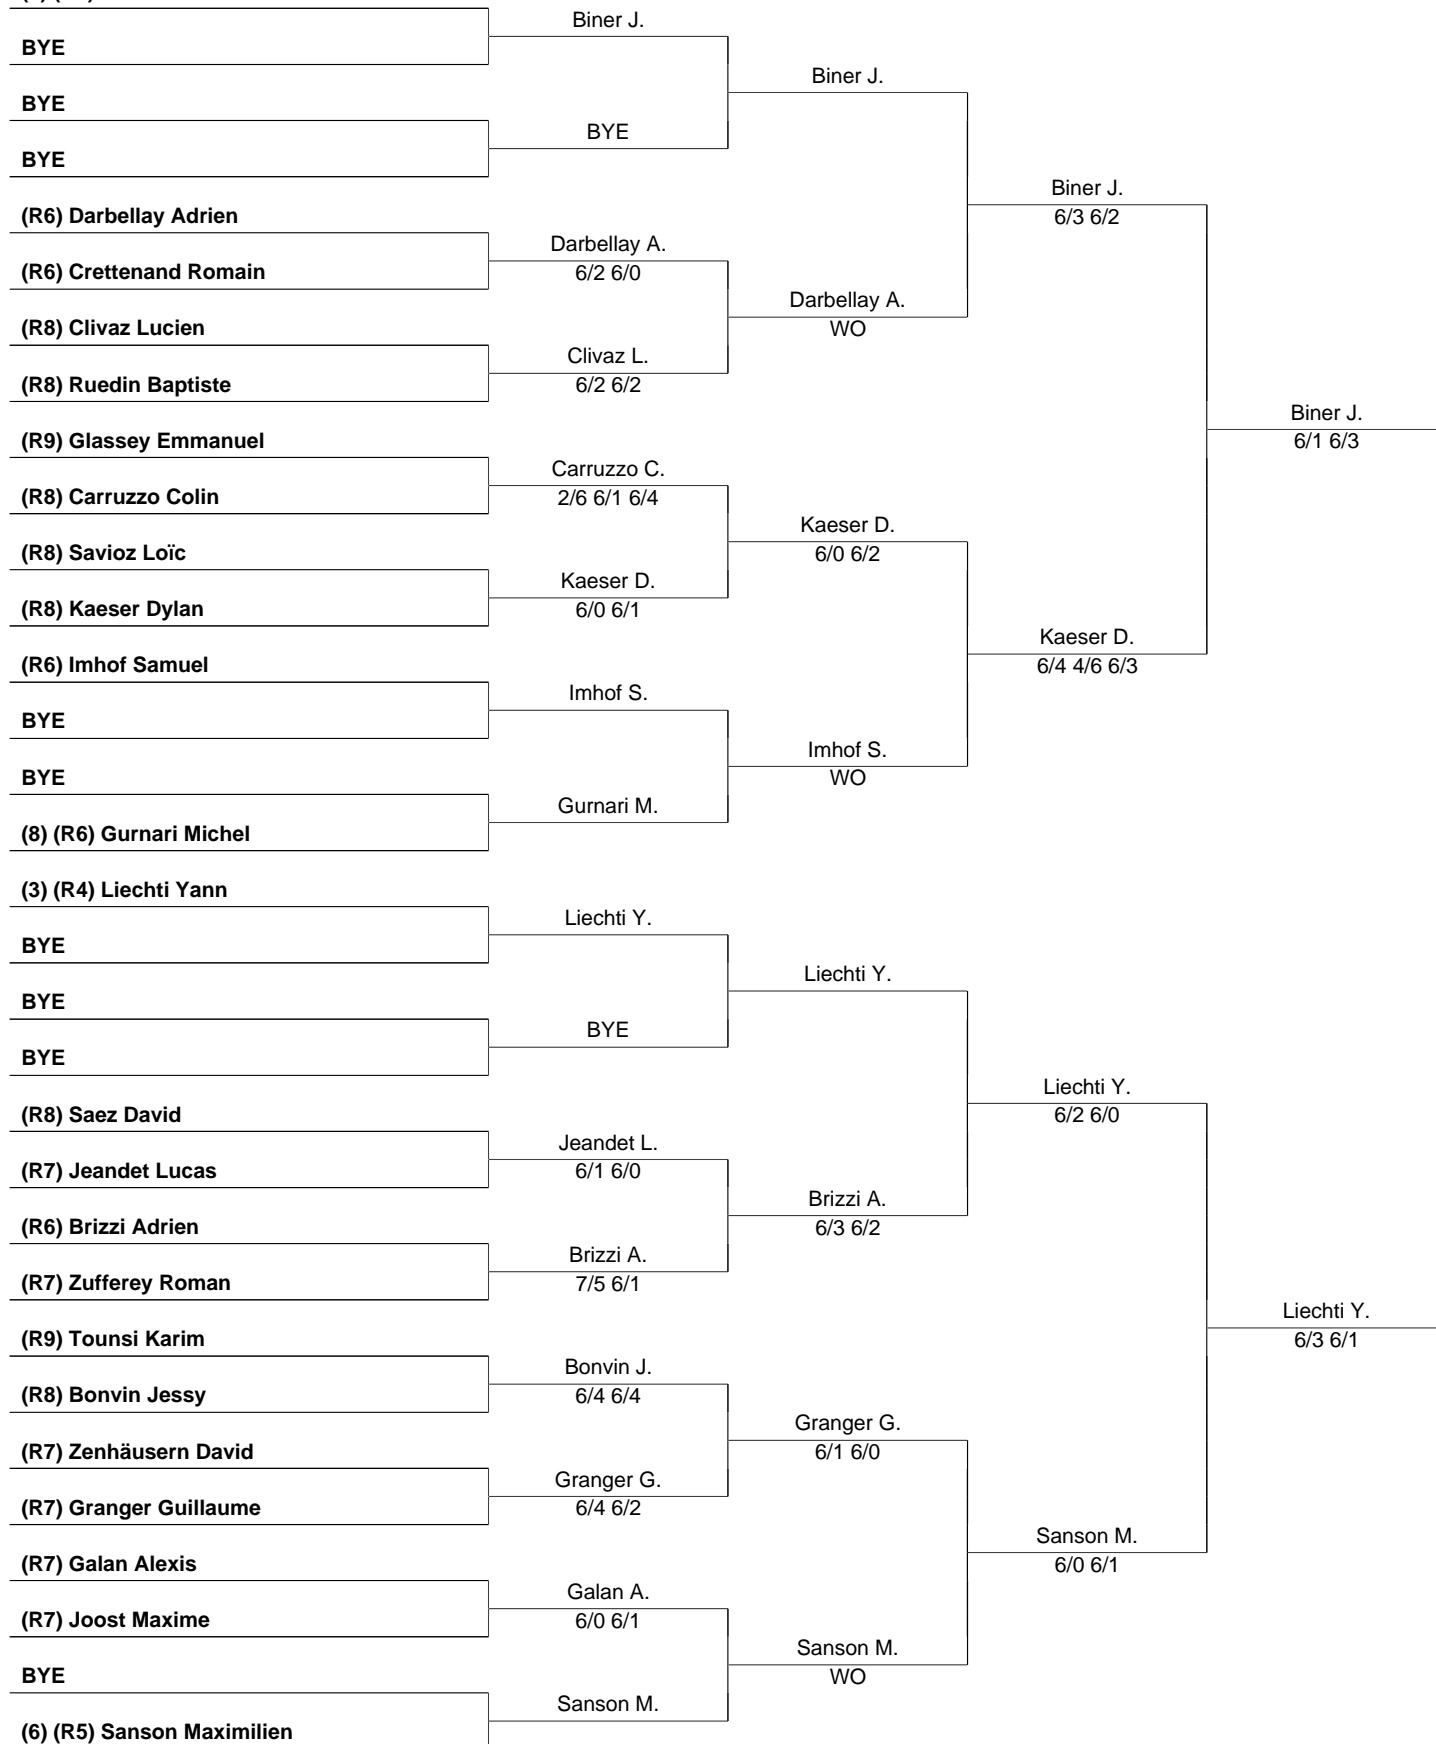 BYE
BYE
BYE
(R6) Darbellay Adrien
(R6) Crettenand Romain
(R8) Clivaz Lucien
(R8) Ruedin Baptiste
(R9) Glassey Emmanuel
(R8) Carruzzo Colin
(R8) Savioz Loïc
(R8) Kaeser Dylan
(R6) Imhof Samuel
BYE
BYE
(8) (R6) Gurnari Michel
(3) (R4) Liechti Yann
BYE
BYE
BYE
(R8) Saez David
(R7) Jeandet Lucas
(R6) Brizzi Adrien
(R7) Zufferey Roman
(R9) Tounsi Karim
(R8) Bonvin Jessy
(R7) Zenhäusern David
(R7) Granger Guillaume
(R7) Galan Alexis
(R7) Joost Maxime
BYE
(6) (R5) Sanson Maximilien
Biner J.
BYE
Darbellay A.
6/2 6/0
Clivaz L.
6/2 6/2
Carruzzo C.
2/6 6/1 6/4
Kaeser D.
6/0 6/1
Imhof S.
Gurnari M.
Liechti Y.
BYE
Jeandet L.
6/1 6/0
Brizzi A.
7/5 6/1
Bonvin J.
6/4 6/4
Granger G.
6/4 6/2
Galan A.
6/0 6/1
Sanson M.
Biner J.
Darbellay A.
WO
Kaeser D.
6/0 6/2
Imhof S.
WO
Liechti Y.
Brizzi A.
6/3 6/2
Granger G.
6/1 6/0
Sanson M.
WO
Biner J.
6/3 6/2
Kaeser D.
6/4 4/6 6/3
Liechti Y.
6/2 6/0
Sanson M.
6/0 6/1
Biner J.
6/1 6/3
Liechti Y.
6/3 6/1